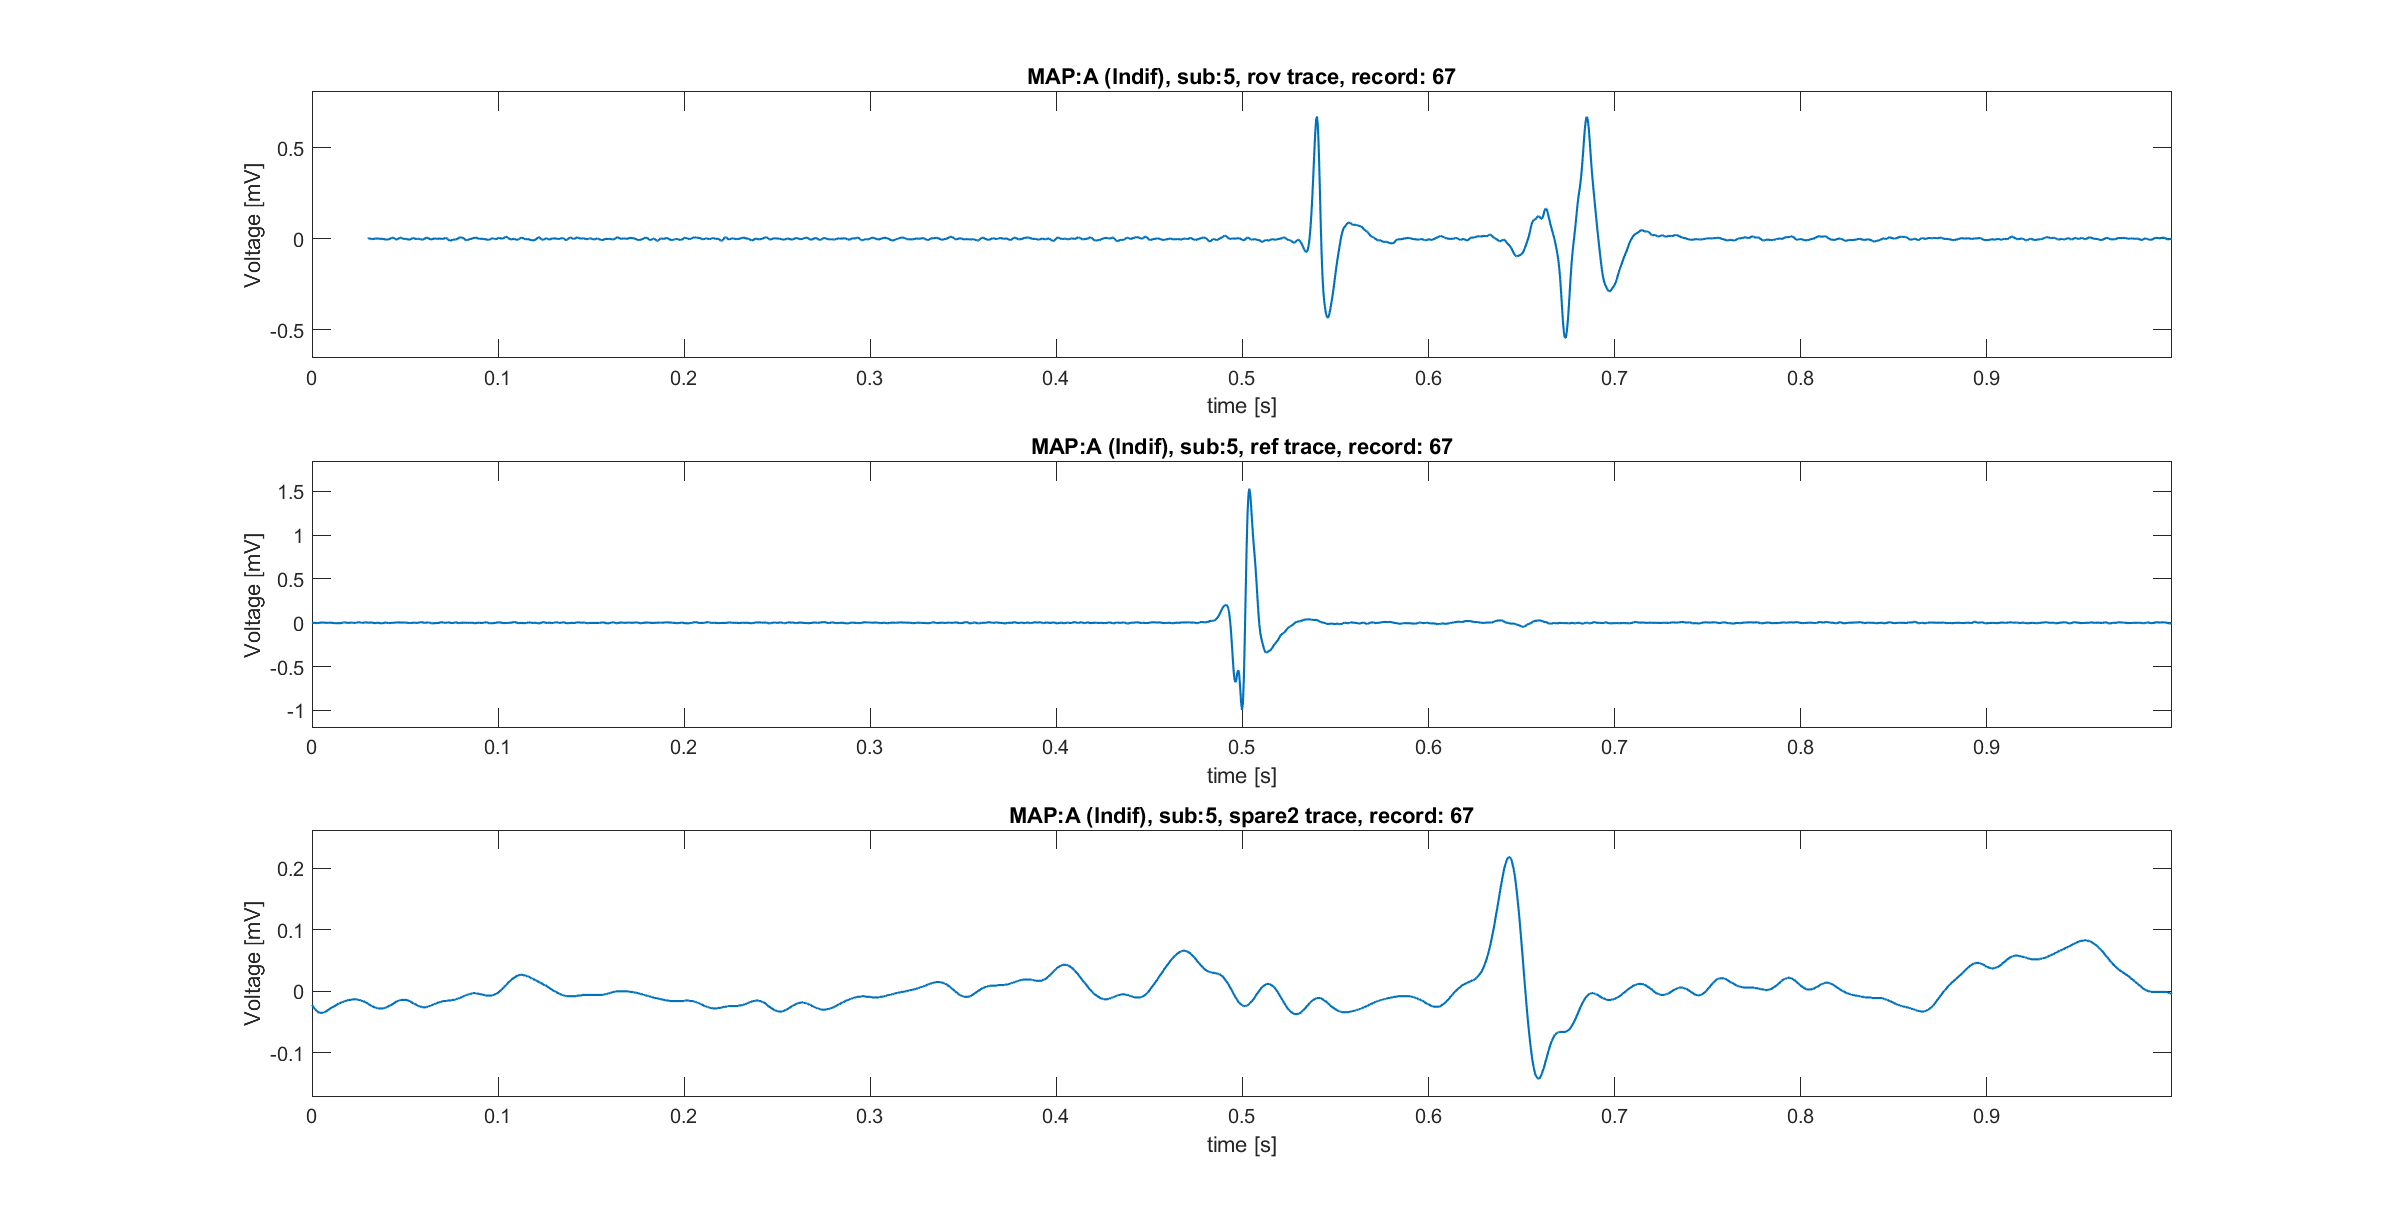 MAP:A (Indif), sub:5, rov trace, record: 67
Voltage [mV]
0.5
0
-0.5
0 0.1 0.2 0.3 0.4 0.5 0.6 0.7 0.8 0.9
time [s]
MAP:A (Indif), sub:5, ref trace, record: 67
Voltage [mV]
1.5
1
0.5
0
-0.5
-1
0 0.1 0.2 0.3 0.4 0.5 0.6 0.7 0.8 0.9
time [s]
MAP:A (Indif), sub:5, spare2 trace, record: 67
Voltage [mV]
0.2
0.1
0
-0.1
0 0.1 0.2 0.3 0.4 0.5 0.6 0.7 0.8 0.9
time [s]